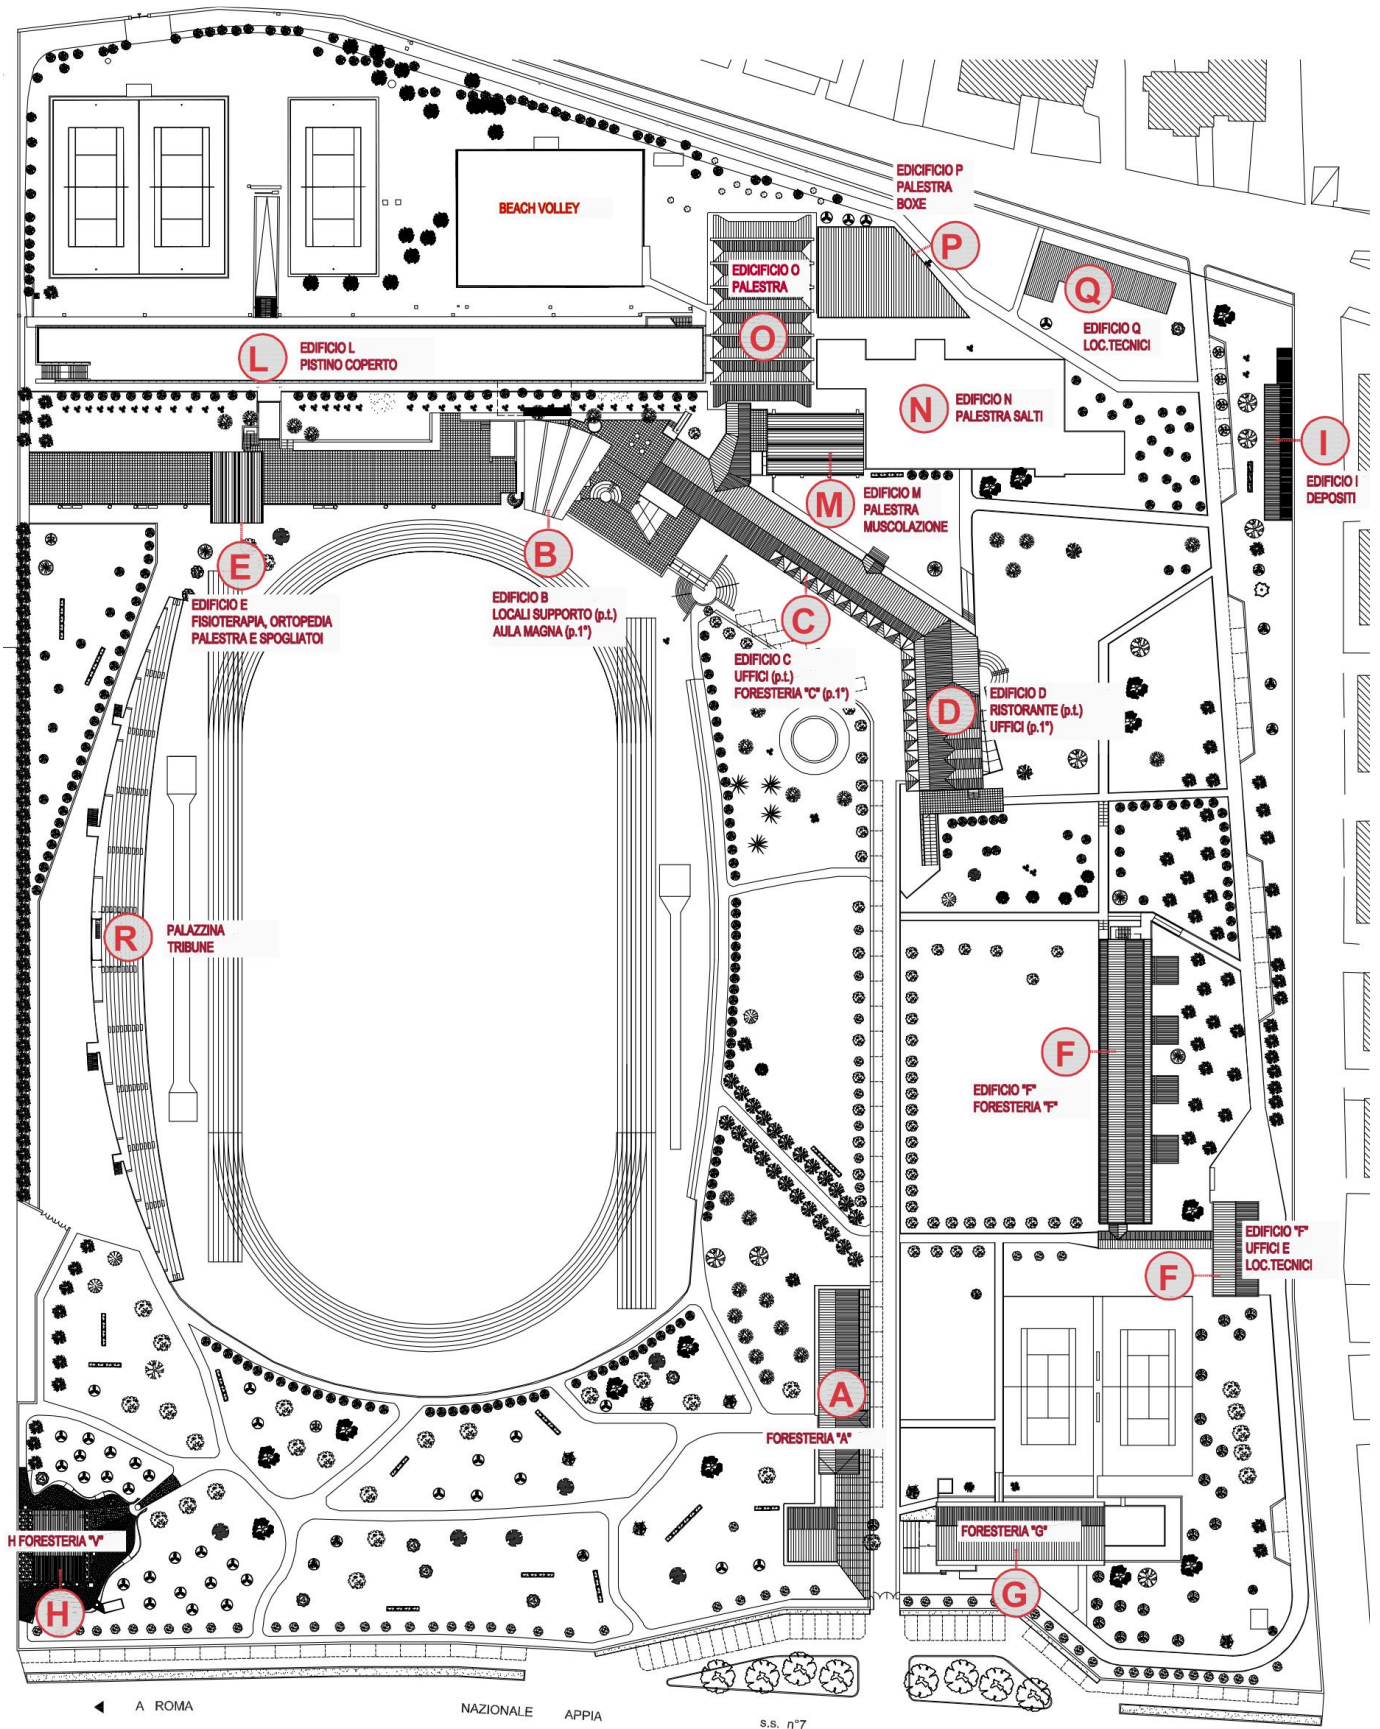 EDICIFICIO P
PALESTRA
BOXE
P
BEACH VOLLEY
EDICIFICIO O
PALESTRA
O
Q
EDIFICIO Q
LOC.TECNICI
L
EDIFICIO L
PISTINO COPERTO
N
EDIFICIO N
PALESTRA SALTI
I
EDIFICIO I
DEPOSITI
M
EDIFICIO M
PALESTRA
MUSCOLAZIONE
E
EDIFICIO E
FISIOTERAPIA, ORTOPEDIA
PALESTRA E SPOGLIATOI
B
EDIFICIO B
LOCALI SUPPORTO (p.t.)
AULA MAGNA (p.1°)
C
EDIFICIO C
UFFICI (p.t.)
FORESTERIA "C" (p.1°)
D
EDIFICIO D
RISTORANTE (p.t.)
UFFICI (p.1°)
R
PALAZZINA
TRIBUNE
F
EDIFICIO "F"
FORESTERIA "F"
EDIFICIO "F"
UFFICI E
LOC.TECNICI
F
A
FORESTERIA "A"
H FORESTERIA "V"
H
FORESTERIA "G"
G
A ROMA
NAZIONALE APPIA
s.s. n°7